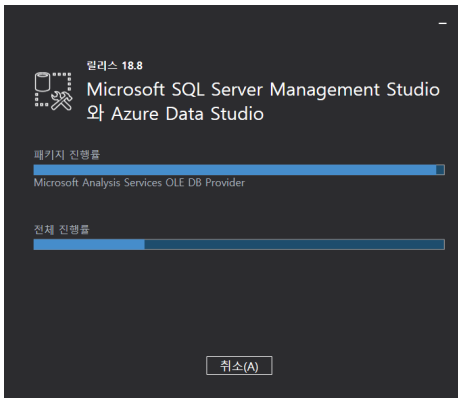 릴리스 18.8
Microsoft SQL Server Management Studio
와 Azure Data Studio
패키지 진행률
Microsoft Analysis Services OLE DB Provider
전체 진행률
취소(A)